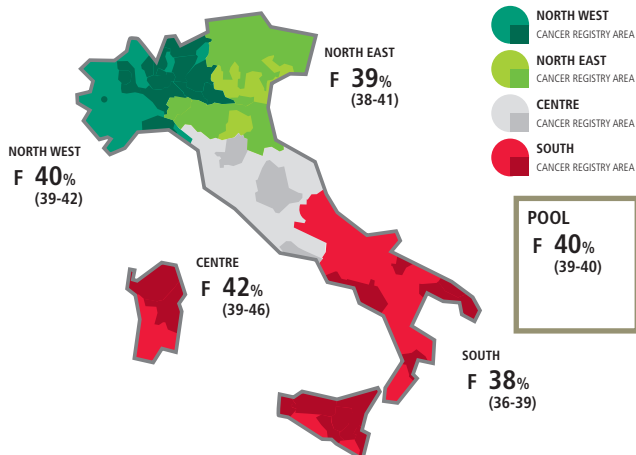 NORTH WEST
CANCER REGISTRY AREA
NORTH EAST
CANCER REGISTRY AREA
CENTRE
CANCER REGISTRY AREA
SOUTH
CANCER REGISTRY AREA
NORTH EAST
F 39%
(38-41)
NORTH WEST
F 40%
(39-42)
POOL
F 40%
(39-40)
CENTRE
F 42%
(39-46)
SOUTH
F 38%
(36-39)